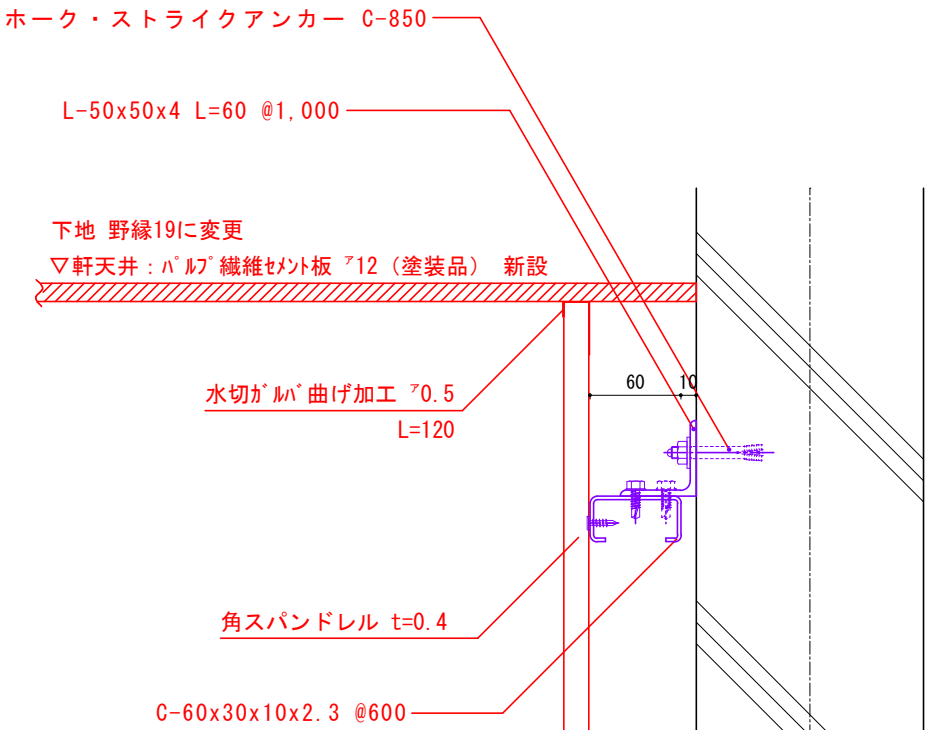 ホーク・ストライクアンカー C-850
L-50x50x4 L=60 @1,000
下地 野縁19に変更
▽軒天井：ﾊﾟﾙﾌﾟ繊維ｾﾒﾝﾄ板 ｱ12（塗装品） 新設
60 10
水切ｶﾞﾙﾊﾞ曲げ加工 ｱ0.5
L=120
角スパンドレル t=0.4
C-60x30x10x2.3 @600